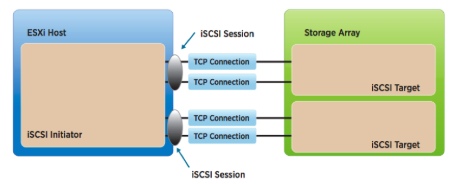 ESXi Host
iSCSI Session
Storage Array
TCP Connection
TCP Connection
iSCSI Target
TCP Connection
TCP Connection
iSCSI Initiator
iSCSI Target
iSCSI Session